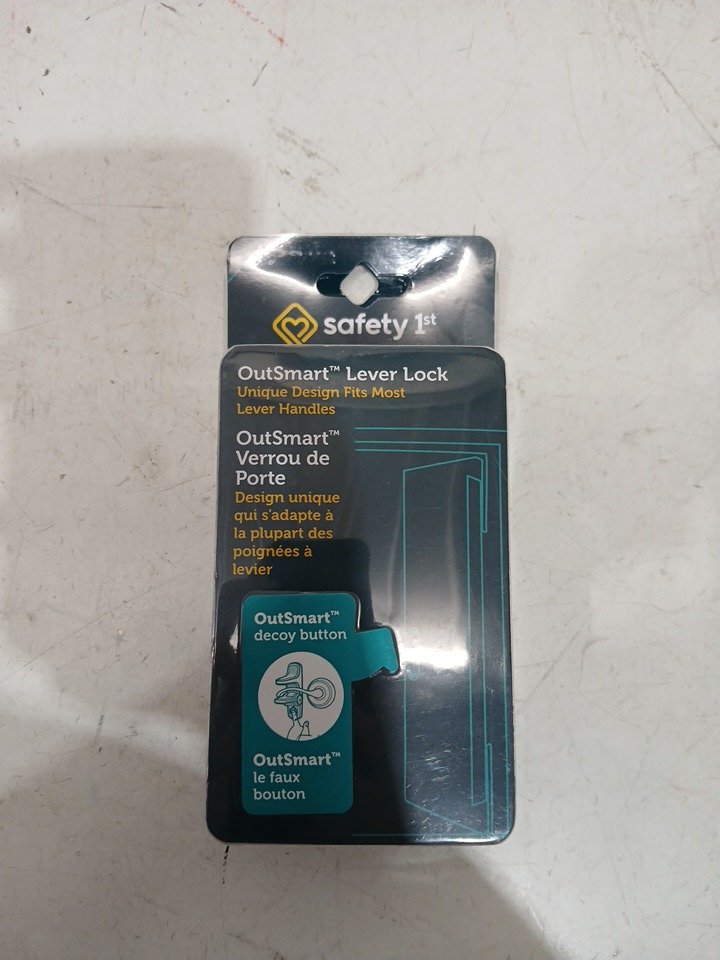 safety 1st
OutSmart™ Lever Lock
Unique Design Fits Most
Lever Handles
OutSmart™
Verrou de
Porte
Design unique
qui s'adapte à
la plupart des
poignées à
levier
OutSmart™
decoy button
OutSmart™
le faux
bouton